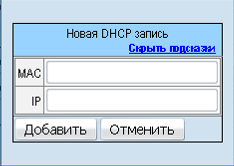 Новая DHCP запись
Скрыть подсказки
MAC
IP
Добавить Отменить